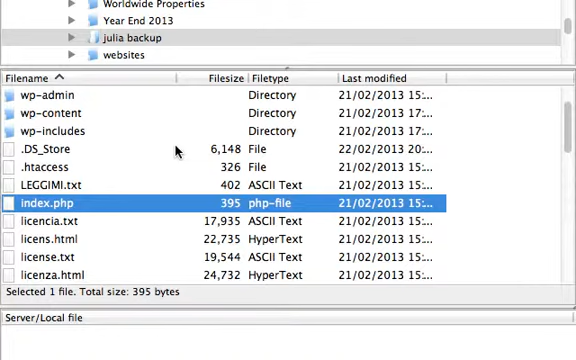 Worldwide Properties
Year End 2013
julia backup
websites
Filename Filesize Filetype Last modified
wp-admin Directory 21/02/2013 15:...
wp-content Directory 21/02/2013 17:...
wp-includes Directory 21/02/2013 17:...
.DS_Store 6,148 File 22/02/2013 20:...
.htaccess 326 File 21/02/2013 15:...
LEGGIMI.txt 402 ASCII Text 21/02/2013 15:...
index.php 395 php-file 21/02/2013 15:...
licencia.txt 17,935 ASCII Text 21/02/2013 15:...
licens.html 22,735 HyperText 21/02/2013 15:...
license.txt 19,544 ASCII Text 21/02/2013 15:...
licenza.html 24,732 HyperText 21/02/2013 15:...
Selected 1 file. Total size: 395 bytes
Server/Local file